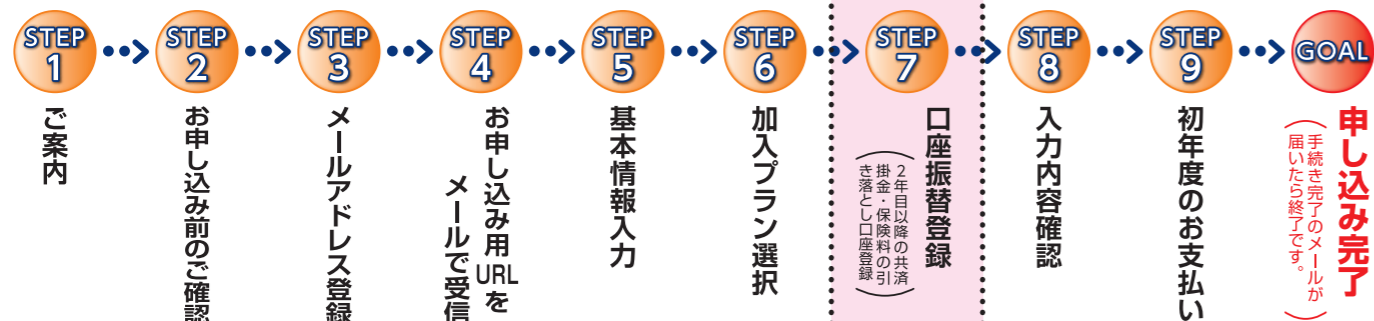 STEP
1
ご案内
STEP
2
お申し込み前のご確認
STEP
3
メールアドレス登録
STEP
4
お申し込み用URLを
メールで受信
STEP
5
基本情報入力
STEP
6
加入プラン選択
STEP
7
口座振替登録
(2年目以降の共済
掛金・保険料の引
き落とし口座登録)
STEP
8
入力内容確認
STEP
9
初年度のお支払い
GOAL
申し込み完了
(手続き完了のメールが
届いたら終了です。)